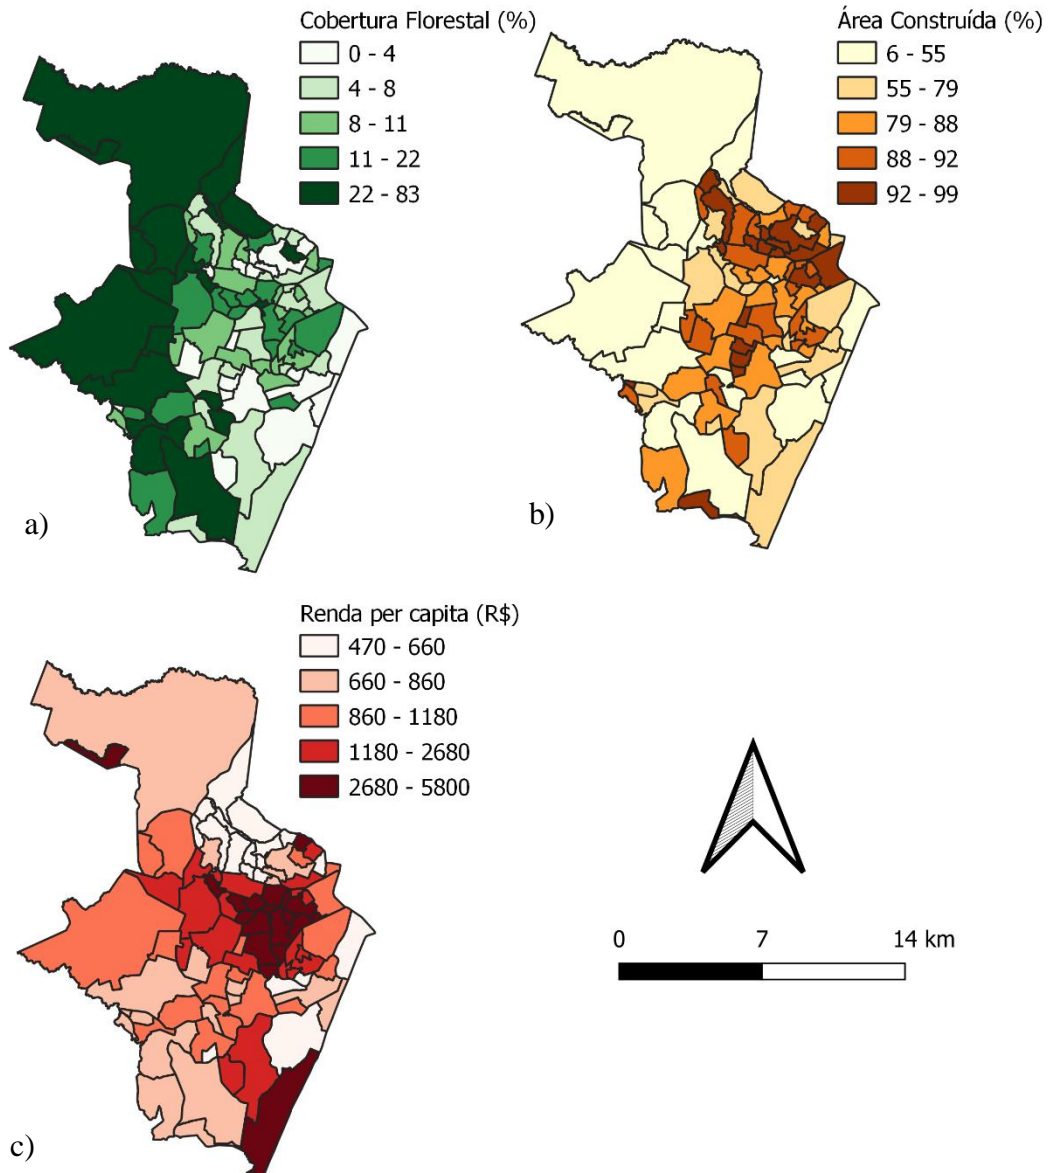 Cobertura Florestal (%)
0 - 4
4 - 8
8 - 11
11 - 22
22 - 83
a)
Área Construída (%)
6 - 55
55 - 79
79 - 88
88 - 92
92 - 99
b)
Renda per capita (R$)
470 - 660
660 - 860
860 - 1180
1180 - 2680
2680 - 5800
c)
0 7 14 km